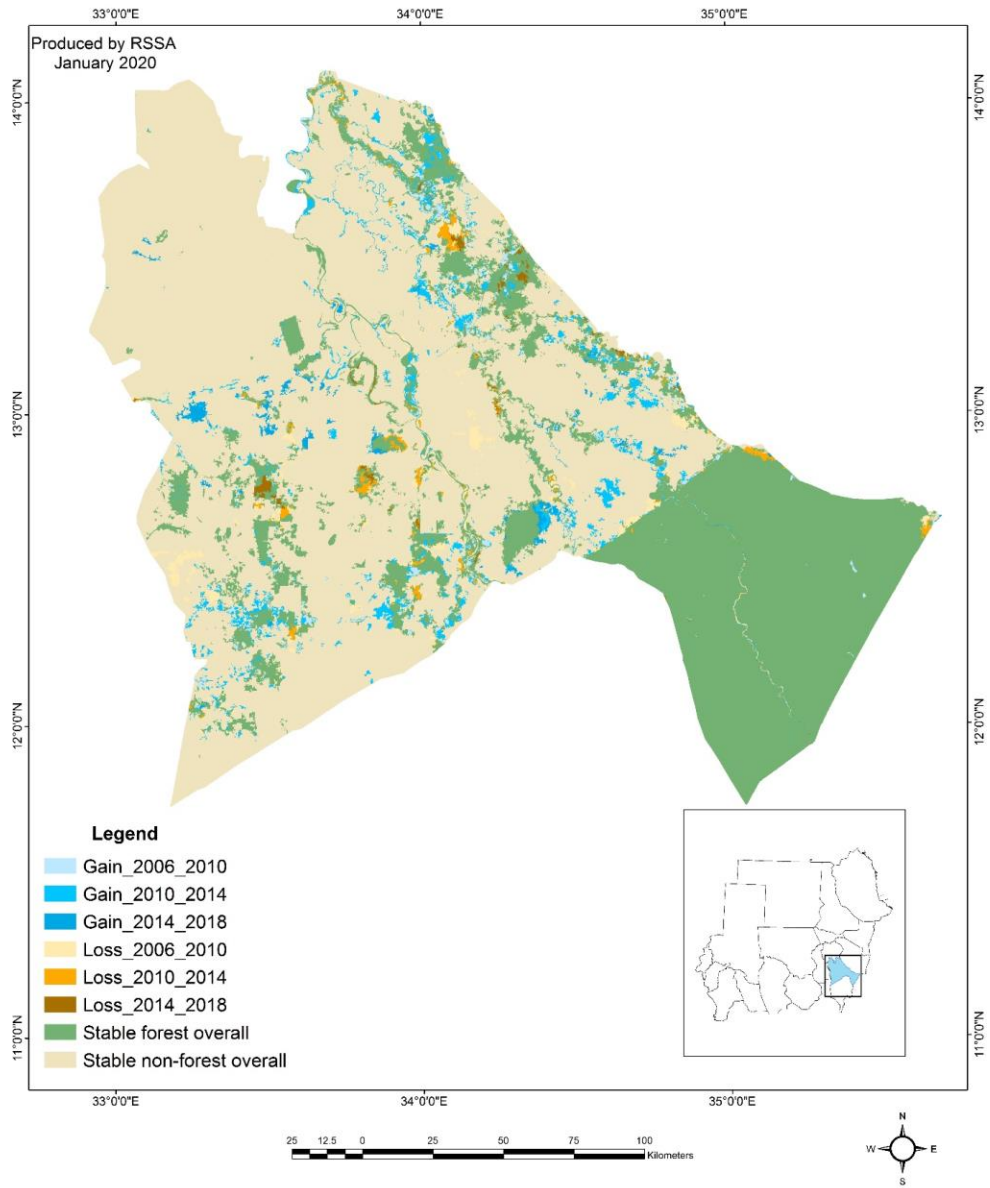 33°0'0"E
34°0'0"E
35°0'0"E
Produced by RSSA
January 2020
14°0'0"N
14°0'0"N
13°0'0"N
13°0'0"N
12°0'0"N
12°0'0"N
11°0'0"N
11°0'0"N
Legend
Gain_2006_2010
Gain_2010_2014
Gain_2014_2018
Loss_2006_2010
Loss_2010_2014
Loss_2014_2018
Stable forest overall
Stable non-forest overall
33°0'0"E
34°0'0"E
35°0'0"E
25 12.5 0 25 50 75 100
Kilometers
N
W E
S